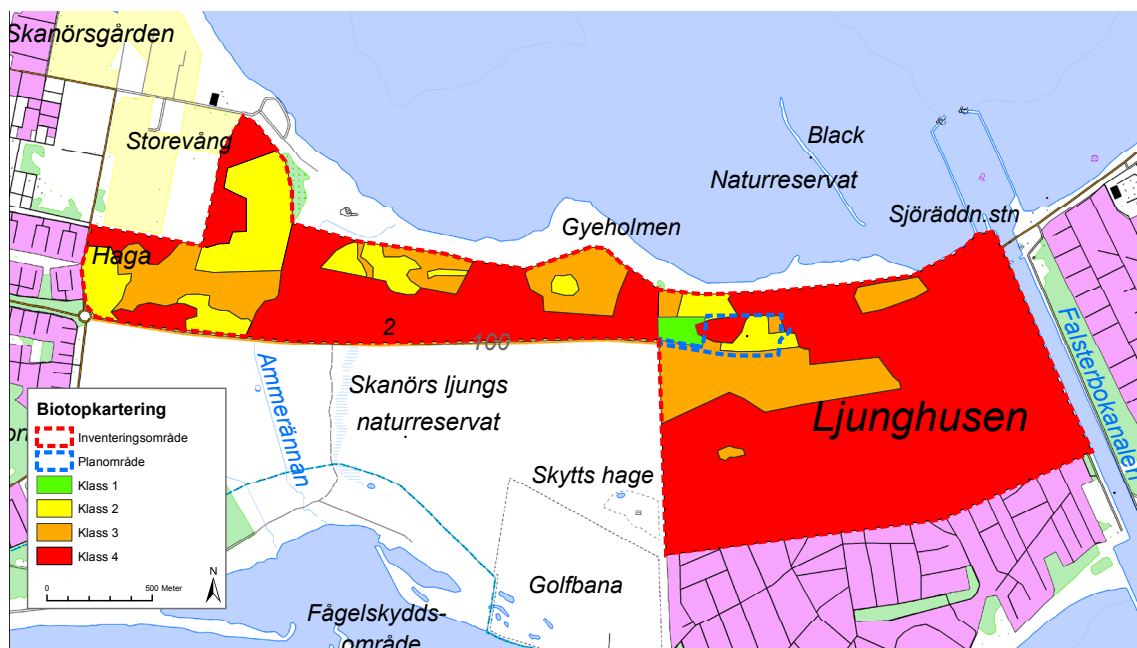 Skanörsgården
Storevång
Black
Naturreservat
Sjöräddn.stn
Gyeholmen
Haga
2
100
Ammerännan
Skanörs ljungs
naturreservat
Ljunghusen
Falsterbokanalen
Skytts hage
Golfbana
Fågelskydds-
område
Biotopkartering
Inventeringsområde
Planområde
Klass 1
Klass 2
Klass 3
Klass 4
0 500 Meter
N